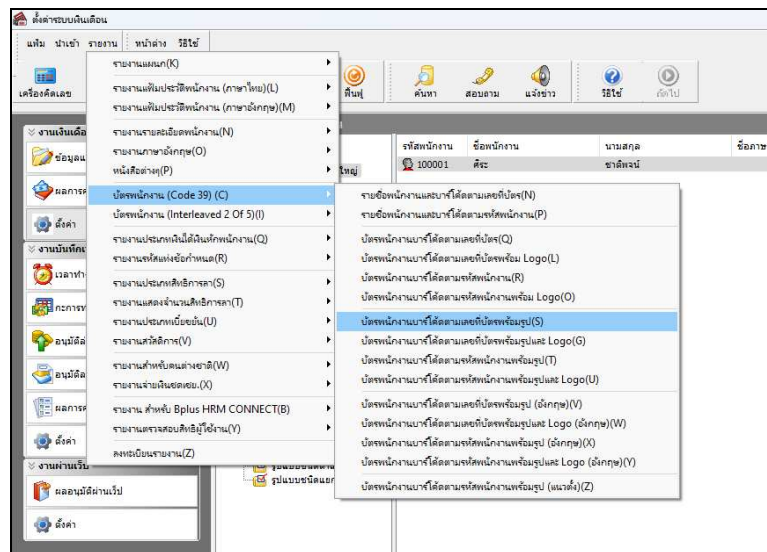 ตั้งค่าระบบเงินเดือน
แฟ้ม นำเข้า รายงาน หน้าต่าง วิธีใช้
เครื่องคิดเลข
ฟื้นฟู
ค้นหา
สอบถาม
แจ้งข่าว
วิธีใช้
ถัดไป
งานเงินเดือ
ข้อมูลแ
ผลการค
ตั้งค่า
งานบันทึกเ
เวลาทำ
กะการท
อนุมัติล
อนุมัติล
ผลการค
ตั้งค่า
งานผ่านเว็บ
ผลอนุมัติผ่านเว็ป
ตั้งค่า
รายงานแผนก(K)
รายงานแฟ้มประวัติพนักงาน (ภาษาไทย)(L)
รายงานแฟ้มประวัติพนักงาน (ภาษาอังกฤษ)(M)
รายงานรายละเอียดพนักงาน(N)
รายงานภาษาอังกฤษ(O)
หนังสือต่างๆ(P)
บัตรพนักงาน (Code 39) (C)
บัตรพนักงาน (Interleaved 2 Of 5)(I)
รายงานประเภทเงินได้เงินหักพนักงาน(Q)
รายงานรหัสแห่งข้อกำหนด(R)
รายงานประเภทสิทธิการลา(S)
รายงานแสดงจำนวนสิทธิการลา(T)
รายงานประเภทเบี้ยขยัน(U)
รายงานสวัสดิการ(V)
รายงานสำหรับคนต่างชาติ(W)
รายงานจ่ายเงินชดเชย.(X)
รายงาน สำหรับ Bplus HRM CONNECT(B)
รายงานตรวจสอบสิทธิผู้ใช้งาน(Y)
ลงทะเบียนรายงาน(Z)
ใหญ่
รหัสพนักงาน ชื่อพนักงาน นามสกุล ชื่อภาษ
100001 ศิระ ชาติพจน์
รายชื่อพนักงานและบาร์โค้ดตามเลขที่บัตร(N)
รายชื่อพนักงานและบาร์โค้ดตามรหัสพนักงาน(P)
บัตรพนักงานบาร์โค้ดตามเลขที่บัตร(Q)
บัตรพนักงานบาร์โค้ดตามเลขที่บัตรพร้อม Logo(L)
บัตรพนักงานบาร์โค้ดตามรหัสพนักงาน(R)
บัตรพนักงานบาร์โค้ดตามรหัสพนักงานพร้อม Logo(O)
บัตรพนักงานบาร์โค้ดตามเลขที่บัตรพร้อมรูป(S)
บัตรพนักงานบาร์โค้ดตามเลขที่บัตรพร้อมรูปและ Logo(G)
บัตรพนักงานบาร์โค้ดตามรหัสพนักงานพร้อมรูป(T)
บัตรพนักงานบาร์โค้ดตามรหัสพนักงานพร้อมรูปและ Logo(U)
บัตรพนักงานบาร์โค้ดตามเลขที่บัตรพร้อมรูป (อังกฤษ)(V)
บัตรพนักงานบาร์โค้ดตามเลขที่บัตรพร้อมรูปและ Logo (อังกฤษ)(W)
บัตรพนักงานบาร์โค้ดตามรหัสพนักงานพร้อมรูป (อังกฤษ)(X)
บัตรพนักงานบาร์โค้ดตามรหัสพนักงานพร้อมรูปและ Logo (อังกฤษ)(Y)
บัตรพนักงานบาร์โค้ดตามรหัสพนักงานพร้อมรูป (แนวตั้ง)(Z)
รูปแบบชนิดแยก